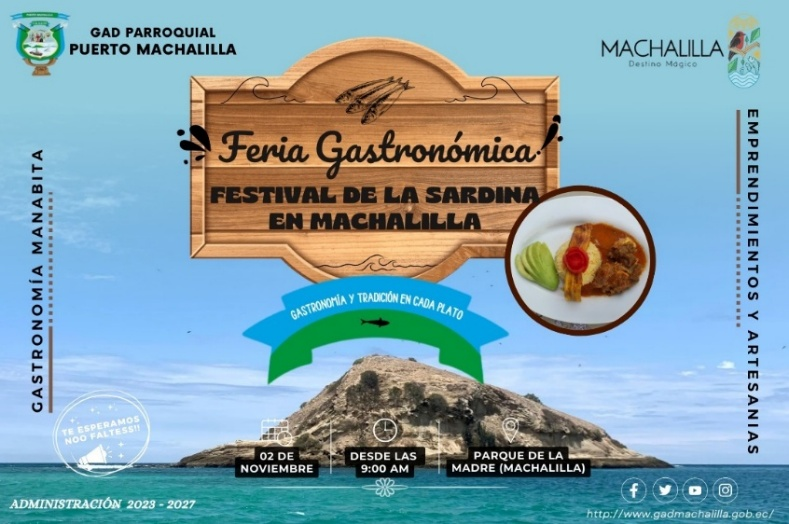 GAD PARROQUIAL
PUERTO MACHALILLA
MACHALILLA
Destino Mágico
Feria Gastronómica
FESTIVAL DE LA SARDINA
EN MACHALILLA
GASTRONOMÍA Y TRADICIÓN EN CADA PLATO
GASTRONOMÍA MANABITA
EMPRENDIMIENTOS Y ARTESANIAS
TE ESPERAMOS
NOO FALTESS!!
02 DE
NOVIEMBRE
DESDE LAS
9:00 AM
PARQUE DE LA
MADRE (MACHALILLA)
ADMINISTRACIÓN 2023 - 2027
http://www.gadmachalilla.gob.ec/